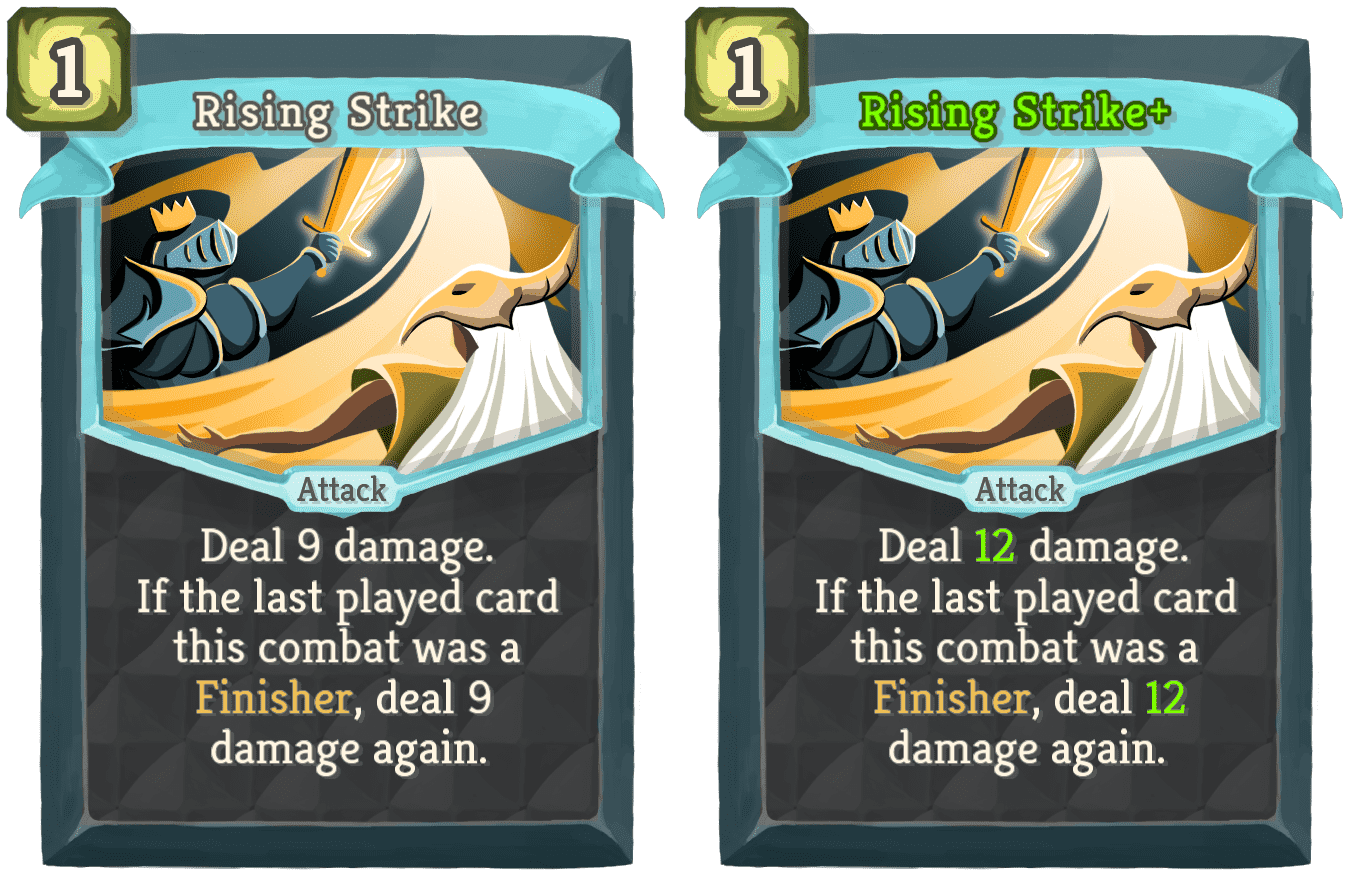 1
Rising Strike
Attack
Deal 9 damage.
If the last played card
this combat was a
Finisher, deal 9
damage again.
1
Rising Strike+
Attack
Deal 12 damage.
If the last played card
this combat was a
Finisher, deal 12
damage again.